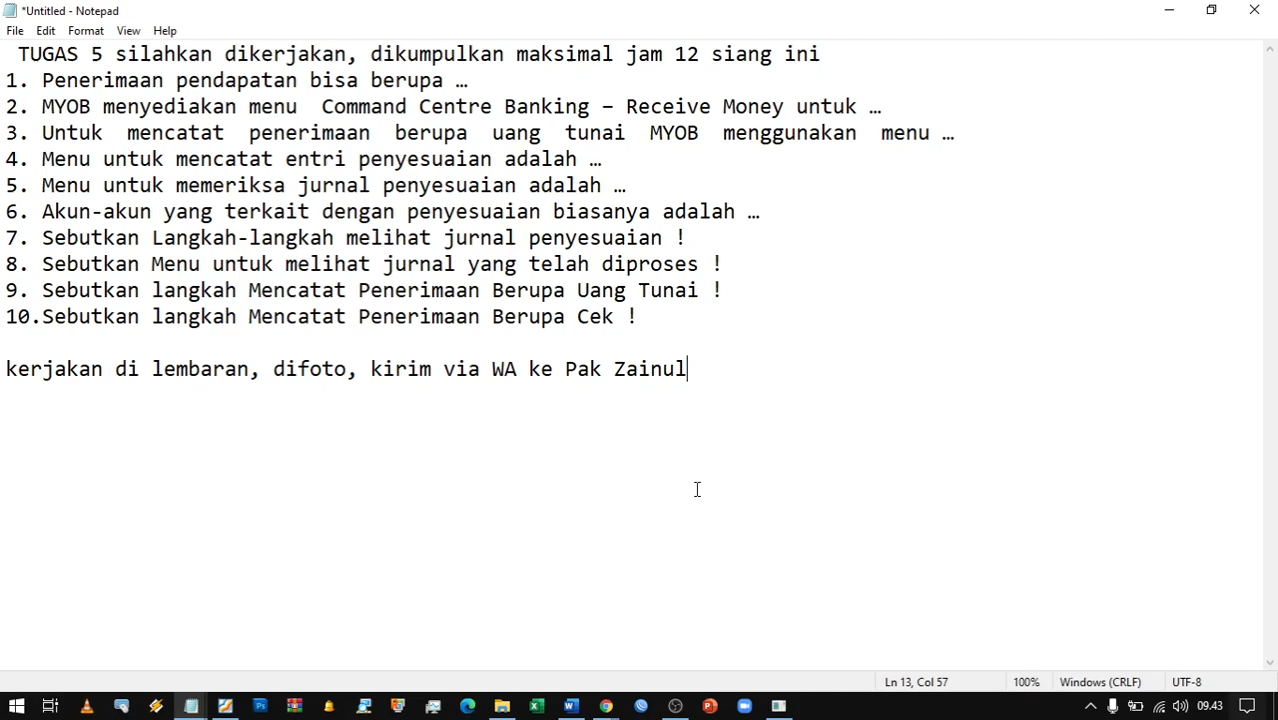 *Untitled - Notepad
File Edit Format View Help
TUGAS 5 silahkan dikerjakan, dikumpulkan maksimal jam 12 siang ini
1. Penerimaan pendapatan bisa berupa …
2. MYOB menyediakan menu  Command Centre Banking – Receive Money untuk …
3. Untuk  mencatat  penerimaan  berupa  uang  tunai  MYOB  menggunakan  menu …
4. Menu untuk mencatat entri penyesuaian adalah …
5. Menu untuk memeriksa jurnal penyesuaian adalah …
6. Akun-akun yang terkait dengan penyesuaian biasanya adalah …
7. Sebutkan Langkah-langkah melihat jurnal penyesuaian !
8. Sebutkan Menu untuk melihat jurnal yang telah diproses !
9. Sebutkan langkah Mencatat Penerimaan Berupa Uang Tunai !
10.Sebutkan langkah Mencatat Penerimaan Berupa Cek !
kerjakan di lembaran, difoto, kirim via WA ke Pak Zainul
Ln 13, Col 57 100% Windows (CRLF) UTF-8
09.43